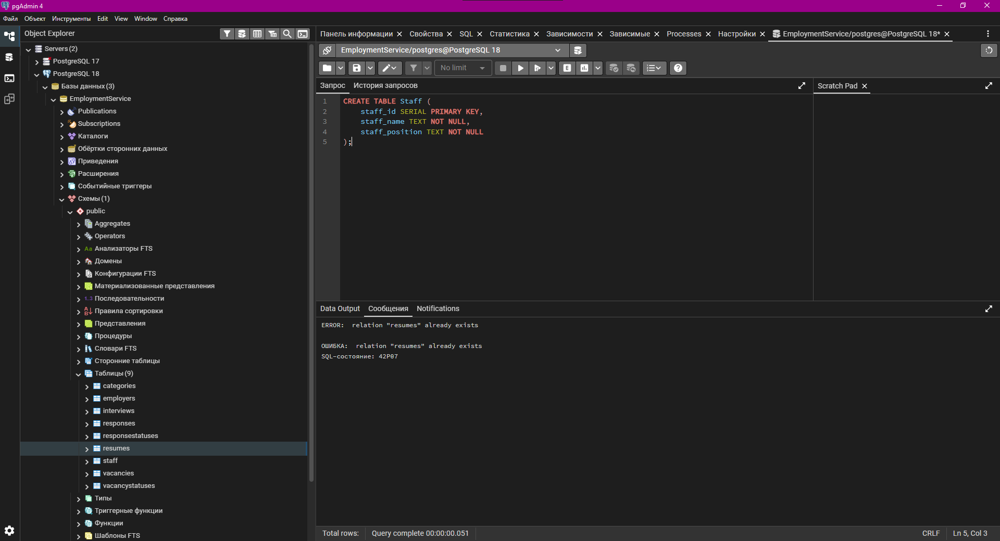 pgAdmin 4
Файл Объект Инструменты Edit View Window Справка
Object Explorer
Servers (2)
PostgreSQL 17
PostgreSQL 18
Базы данных (3)
EmploymentService
Publications
Subscriptions
Каталоги
Обёртки сторонних данных
Приведения
Расширения
Событийные триггеры
Схемы (1)
public
Aggregates
Operators
Aa Анализаторы FTS
Домены
Конфигурации FTS
Материализованные представления
1..3 Последовательности
Правила сортировки
Представления
Процедуры
Словари FTS
Сторонние таблицы
Таблицы (9)
categories
employers
interviews
responses
responsestatuses
resumes
staff
vacancies
vacancystatuses
Типы
Триггерные функции
Функции
Шаблоны FTS
Панель информации Свойства SQL Статистика Зависимости Зависимые Processes Настройки EmploymentService/postgres@PostgreSQL 18*
EmploymentService/postgres@PostgreSQL 18
No limit E
Запрос История запросов
1 CREATE TABLE Staff (
2 staff_id SERIAL PRIMARY KEY,
3 staff_name TEXT NOT NULL,
4 staff_position TEXT NOT NULL
5 );
Scratch Pad
Data Output Сообщения Notifications
ERROR: relation "resumes" already exists
ОШИБКА: relation "resumes" already exists
SQL-состояние: 42P07
Total rows: Query complete 00:00:00.051 CRLF Ln 5, Col 3